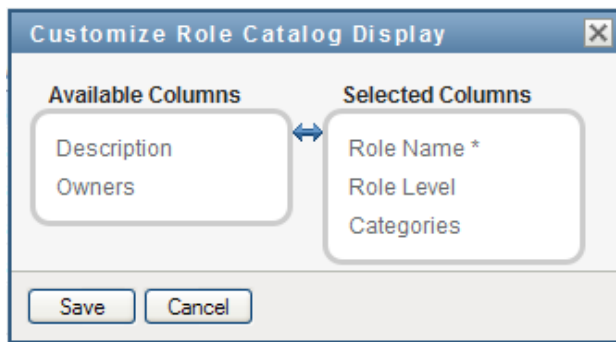 Customize Role Catalog Display
Available Columns
Selected Columns
Description
Owners
Role Name *
Role Level
Categories
Save
Cancel